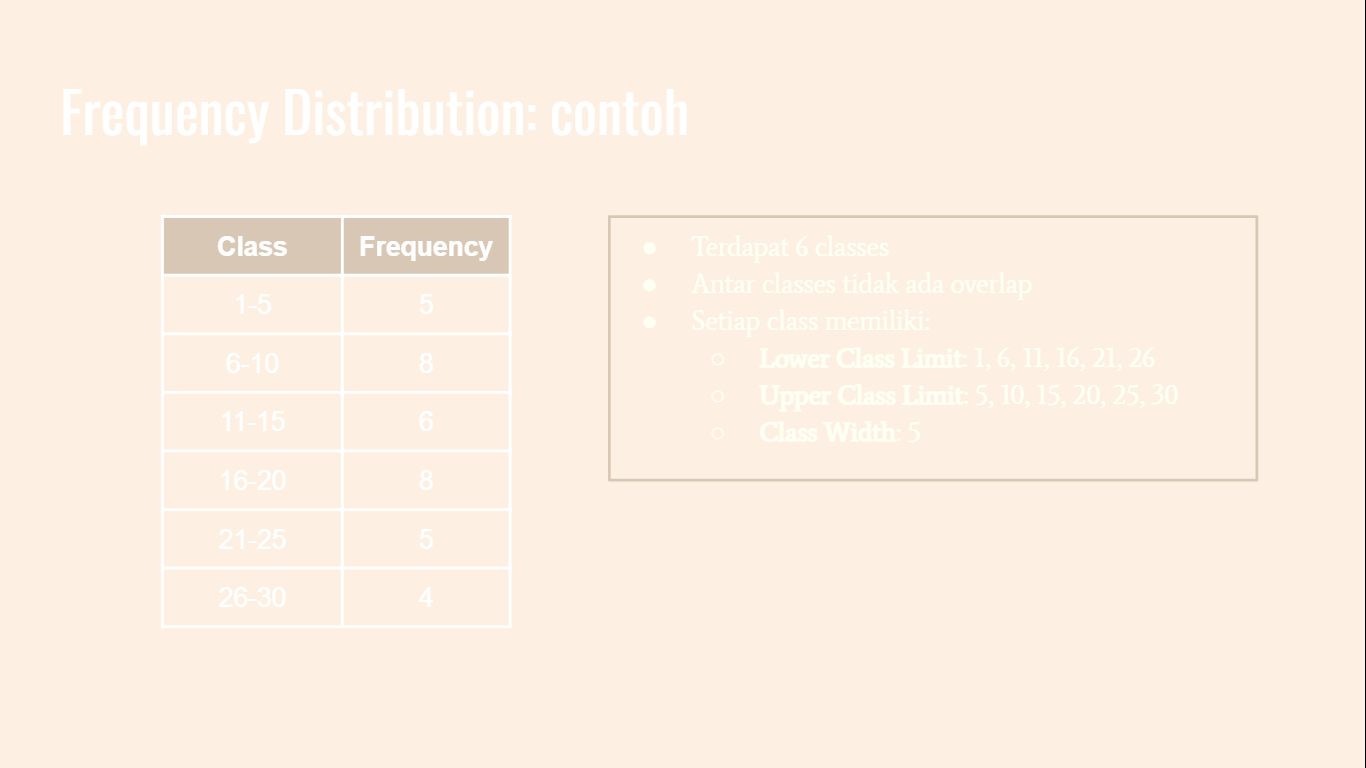 Frequency Distribution: contoh
Class Frequency
1-5 5
6-10 8
11-15 6
16-20 8
21-25 5
26-30 4
● Terdapat 6 classes
● Antar classes tidak ada overlap
● Setiap class memiliki:
○ Lower Class Limit: 1, 6, 11, 16, 21, 26
○ Upper Class Limit: 5, 10, 15, 20, 25, 30
○ Class Width: 5